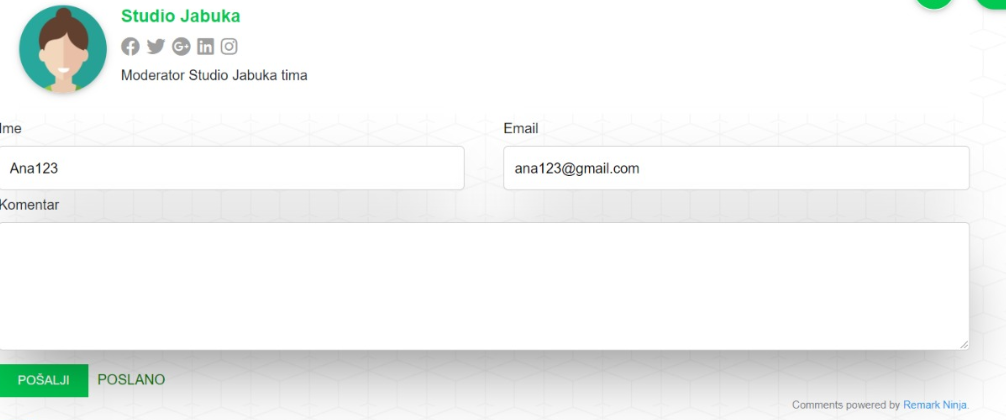 Studio Jabuka
Moderator Studio Jabuka tima
Ime
Email
Ana123
ana123@gmail.com
Komentar
POŠALJI
POSLANO
Comments powered by Remark Ninja.